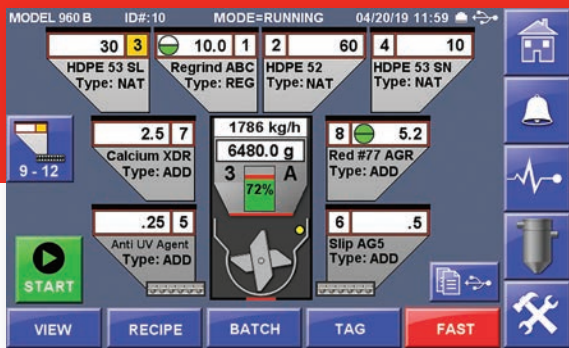 MODEL 960 B ID#:10 MODE=RUNNING 04/20/19 11:59
30 3
HDPE 53 SL
Type: NAT
10.0 1
Regrind ABC
Type: REG
2 60
HDPE 52
Type: NAT
4 10
HDPE 53 SN
Type: NAT
9 - 12
2.5 7
Calcium XDR
Type: ADD
1786 kg/h
6480.0 g
3 A
72%
8 5.2
Red #77 AGR
Type: ADD
.25 5
Anti UV Agent
Type: ADD
6 .5
Slip AG5
Type: ADD
START
VIEW RECIPE BATCH TAG FAST